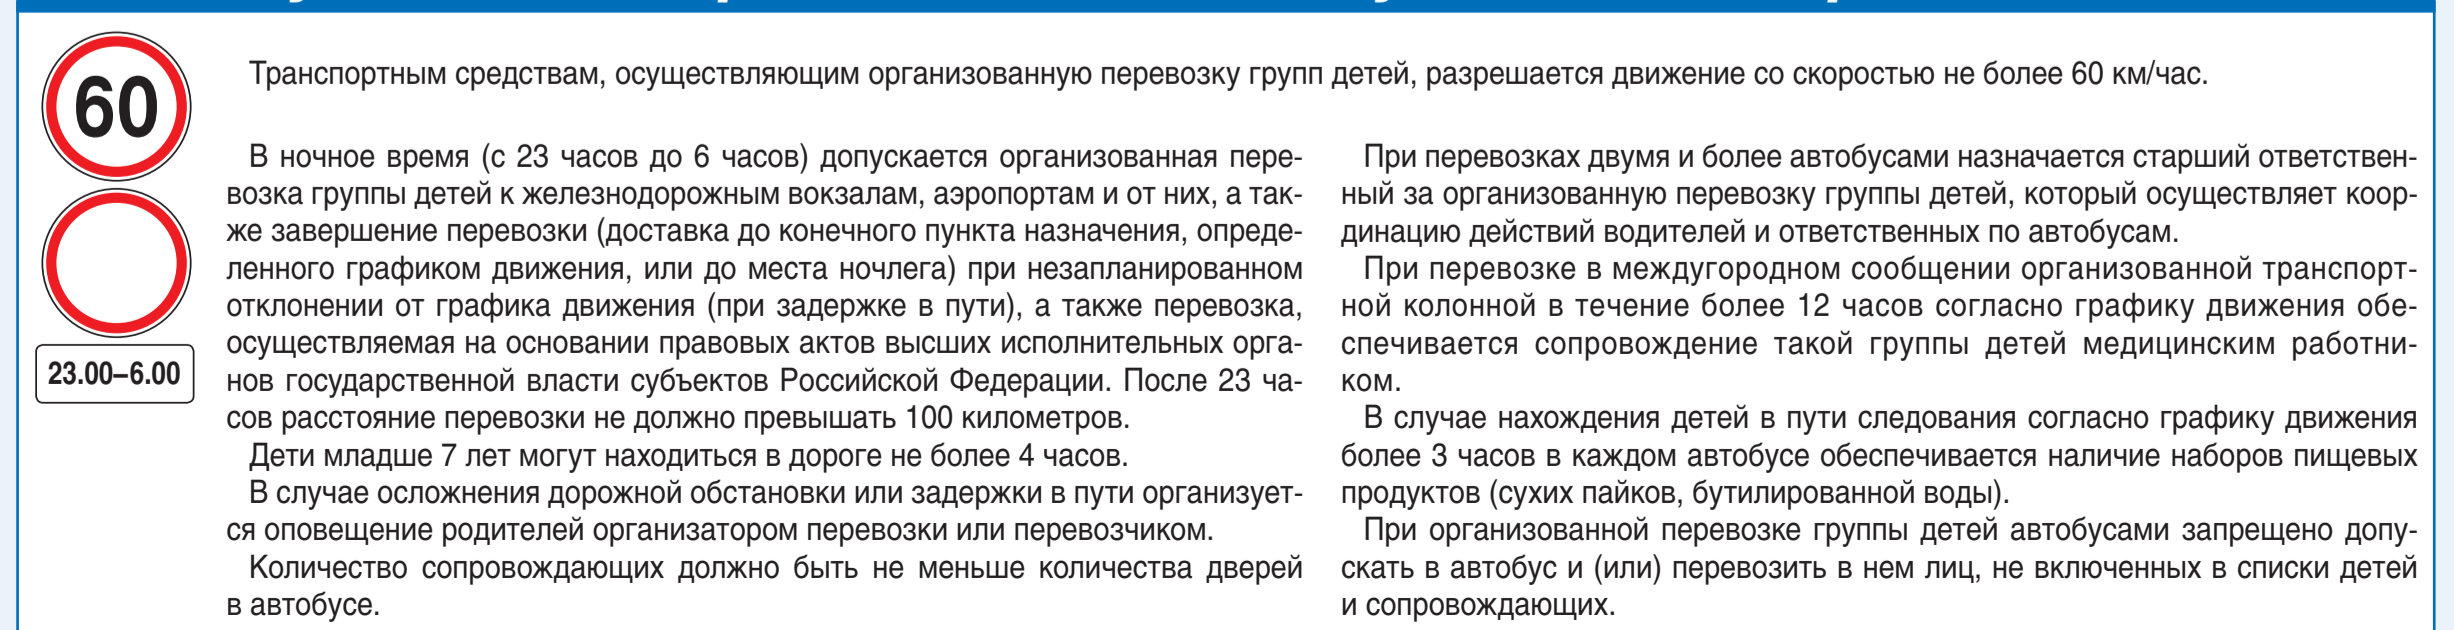 60
23.00–6.00
Транспортным средствам, осуществляющим организованную перевозку групп детей, разрешается движение со скоростью не более 60 км/час.
В ночное время (с 23 часов до 6 часов) допускается организованная пере-
возка группы детей к железнодорожным вокзалам, аэропортам и от них, а так-
же завершение перевозки (доставка до конечного пункта назначения, опреде-
ленного графиком движения, или до места ночлега) при незапланированном
отклонении от графика движения (при задержке в пути), а также перевозка,
осуществляемая на основании правовых актов высших исполнительных орга-
нов государственной власти субъектов Российской Федерации. После 23 ча-
сов расстояние перевозки не должно превышать 100 километров.
Дети младше 7 лет могут находиться в дороге не более 4 часов.
В случае осложнения дорожной обстановки или задержки в пути организует-
ся оповещение родителей организатором перевозки или перевозчиком.
Количество сопровождающих должно быть не меньше количества дверей
в автобусе.
При перевозках двумя и более автобусами назначается старший ответствен-
ный за организованную перевозку группы детей, который осуществляет коор-
динацию действий водителей и ответственных по автобусам.
При перевозке в междугородном сообщении организованной транспорт-
ной колонной в течение более 12 часов согласно графику движения обе-
спечивается сопровождение такой группы детей медицинским работни-
ком.
В случае нахождения детей в пути следования согласно графику движения
более 3 часов в каждом автобусе обеспечивается наличие наборов пищевых
продуктов (сухих пайков, бутилированной воды).
При организованной перевозке группы детей автобусами запрещено допу-
скать в автобус и (или) перевозить в нем лиц, не включенных в списки детей
и сопровождающих.